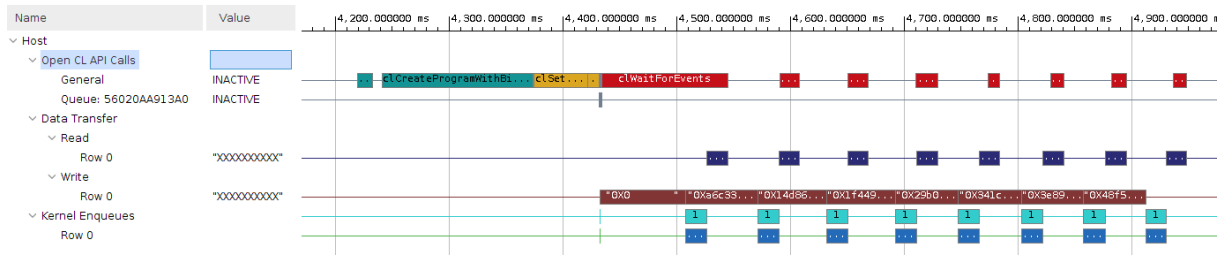 Name Value 4,200.000000 ms 4,300.000000 ms 4,400.000000 ms 4,500.000000 ms 4,600.000000 ms 4,700.000000 ms 4,800.000000 ms 4,900.000000 ms
Host
Open CL API Calls
General INACTIVE ... clCreateProgramWithBi... clSet... . clWaitForEvents ... ... ... ... ... ... ...
Queue: 56020AA913A0 INACTIVE
Data Transfer
Read
Row 0 "XXXXXXXXXX" ... ... ... ... ... ... ... ...
Write
Row 0 "XXXXXXXXXX" "0X0 " "0Xa6c33... "0X14d86... "0X1f449... "0X29b0... "0X341c... "0X3e89... "0X48f5...
Kernel Enqueues 1 1 1 1 1 1 1 1
Row 0 ... ... ... ... ... ... ... ...